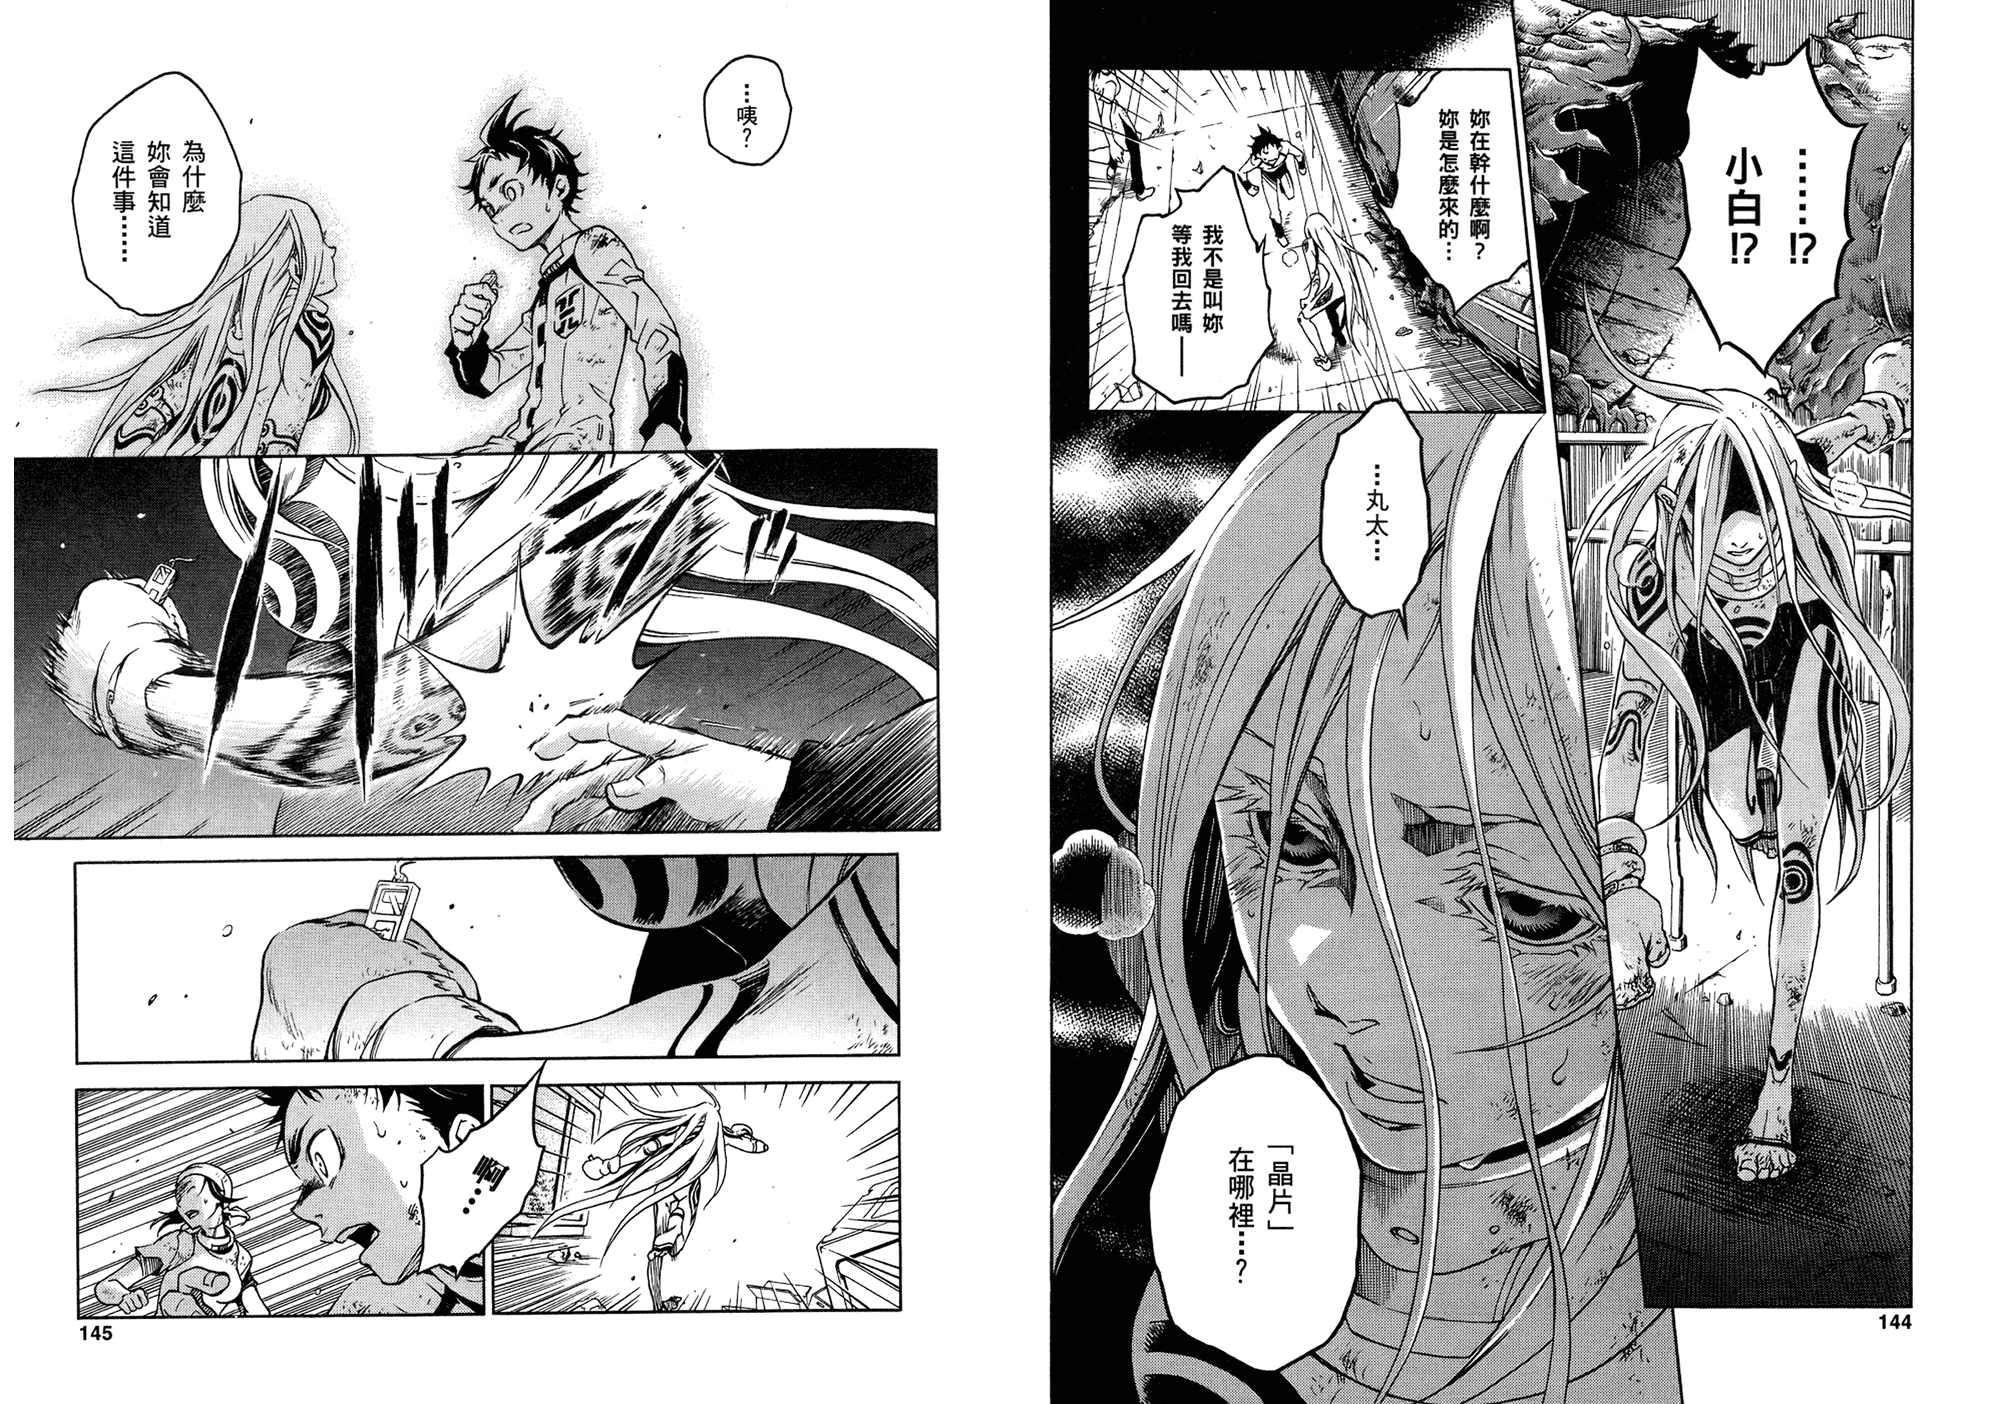 ……!?
小白!?
妳在幹什麼啊?
妳是怎麼來的…
我不是叫妳
等我回去嗎——
…丸太…
「晶片」
在哪裡…?
144
…咦?
為什麼
妳會知道
這件事……
啊…
145